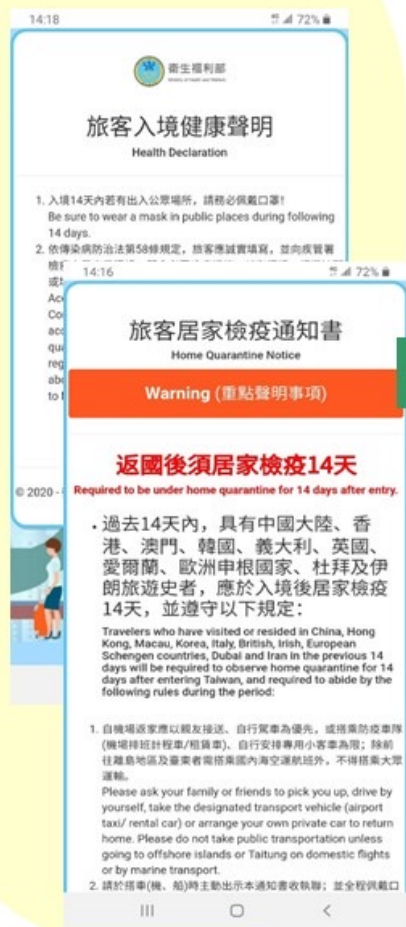 14:18
72%
衛生福利部
Ministry of Health and Welfare
旅客入境健康聲明
Health Declaration
1. 入境14天內若有出入公眾場所，請務必佩戴口罩!
Be sure to wear a mask in public places during following
14 days.
2. 依傳染病防治法第58條規定，旅客應誠實填寫，並向疾管署
© 2020 -
14:16
72%
旅客居家檢疫通知書
Home Quarantine Notice
Warning (重點聲明事項)
返國後須居家檢疫14天
Required to be under home quarantine for 14 days after entry.
• 過去14天內，具有中國大陸、香
港、澳門、韓國、義大利、英國、
愛爾蘭、歐洲申根國家、杜拜及伊
朗旅遊史者，應於入境後居家檢疫
14天，並遵守以下規定：
Travelers who have visited or resided in China, Hong
Kong, Macau, Korea, Italy, British, Irish, European
Schengen countries, Dubai and Iran in the previous 14
days will be required to observe home quarantine for 14
days after entering Taiwan, and required to abide by the
following rules during the period:
1. 自機場返家應以親友接送、自行駕車為優先，或搭乘防疫車隊
(機場排班計程車/租賃車)、自行安排專用小客車為限；除前
往離島地區及臺東者需搭乘國內海空運航班外，不得搭乘大眾
運輸。
Please ask your family or friends to pick you up, drive by
yourself, take the designated transport vehicle (airport
taxi/ rental car) or arrange your own private car to return
home. Please do not take public transportation unless
going to offshore islands or Taitung on domestic flights
or by marine transport.
2. 請於搭車(機、船)時主動出示本通知書收執聯；並全程佩戴口